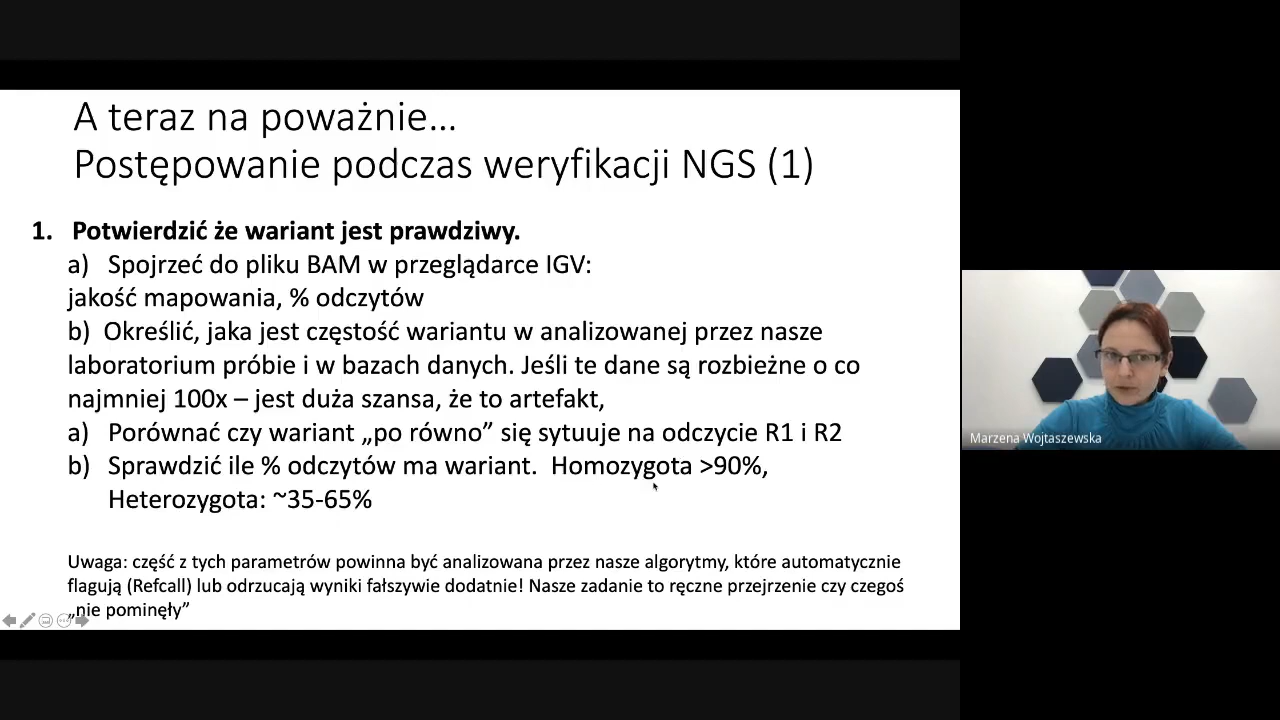 A teraz na poważnie...
Postępowanie podczas weryfikacji NGS (1)
1. Potwierdzić że wariant jest prawdziwy.
a) Spojrzeć do pliku BAM w przeglądarce IGV:
jakość mapowania, % odczytów
b) Określić, jaka jest częstość wariantu w analizowanej przez nasze
laboratorium próbie i w bazach danych. Jeśli te dane są rozbieżne o co
najmniej 100x – jest duża szansa, że to artefakt,
a) Porównać czy wariant „po równo” się sytuuje na odczycie R1 i R2
b) Sprawdzić ile % odczytów ma wariant. Homozygota >90%,
Heterozygota: ~35-65%
Uwaga: część z tych parametrów powinna być analizowana przez nasze algorytmy, które automatycznie
flagują (Refcall) lub odrzucają wyniki fałszywie dodatnie! Nasze zadanie to ręczne przejrzenie czy czegoś
„nie pominęły”
Marzena Wojtaszewska